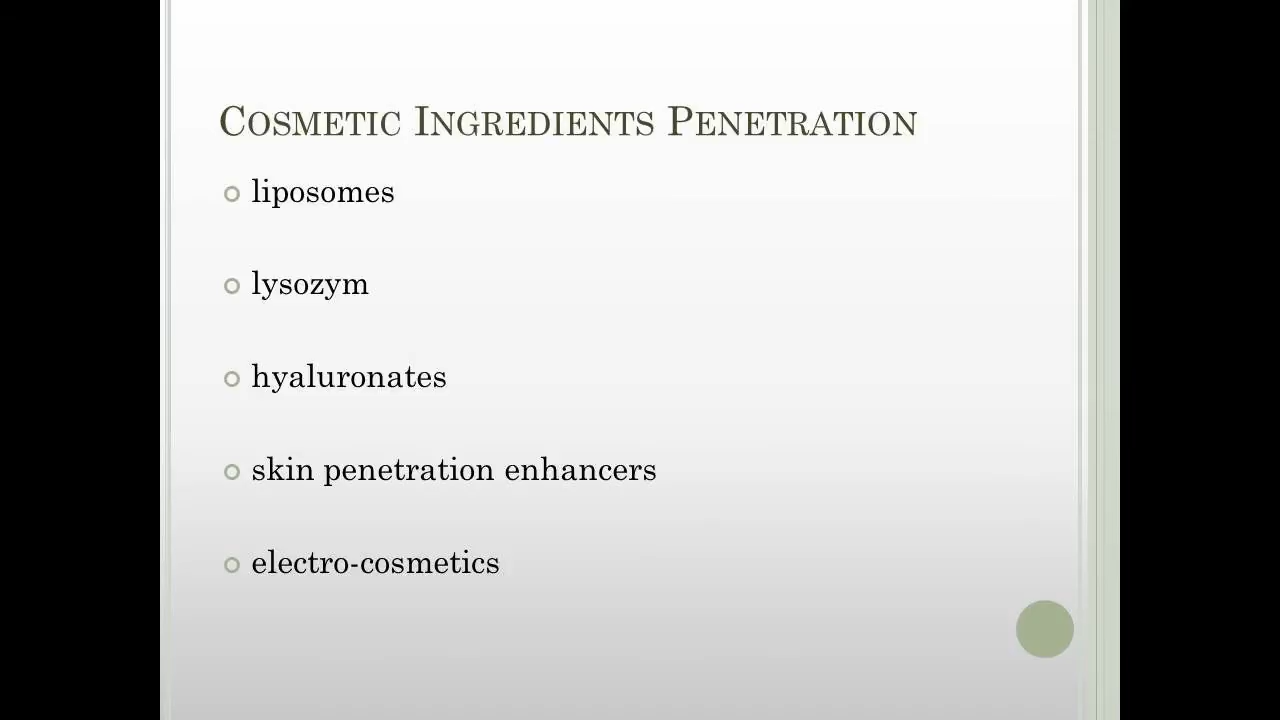 Cosmetic Ingredients Penetration
liposomes
lysozym
hyaluronates
skin penetration enhancers
electro-cosmetics